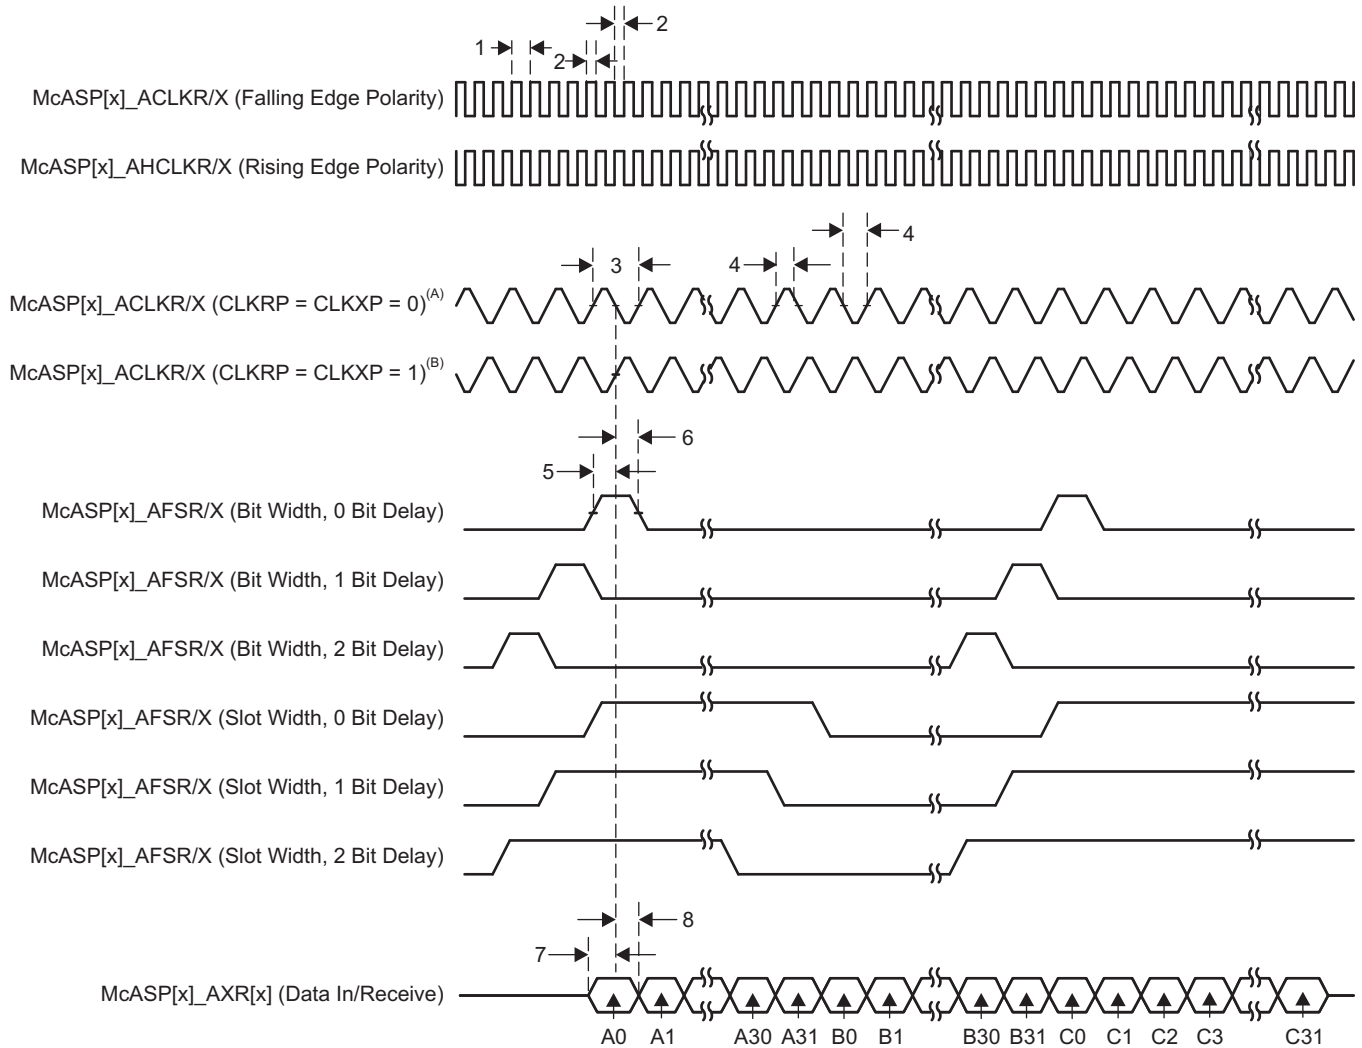 2
1
2
McASP[x]_ACLKR/X (Falling Edge Polarity)
McASP[x]_AHCLKR/X (Rising Edge Polarity)
4
3
4
McASP[x]_ACLKR/X (CLKRP = CLKXP = 0)(A)
McASP[x]_ACLKR/X (CLKRP = CLKXP = 1)(B)
6
5
McASP[x]_AFSR/X (Bit Width, 0 Bit Delay)
McASP[x]_AFSR/X (Bit Width, 1 Bit Delay)
McASP[x]_AFSR/X (Bit Width, 2 Bit Delay)
McASP[x]_AFSR/X (Slot Width, 0 Bit Delay)
McASP[x]_AFSR/X (Slot Width, 1 Bit Delay)
McASP[x]_AFSR/X (Slot Width, 2 Bit Delay)
8
7
McASP[x]_AXR[x] (Data In/Receive)
A0 A1 A30 A31 B0 B1 B30 B31 C0 C1 C2 C3 C31